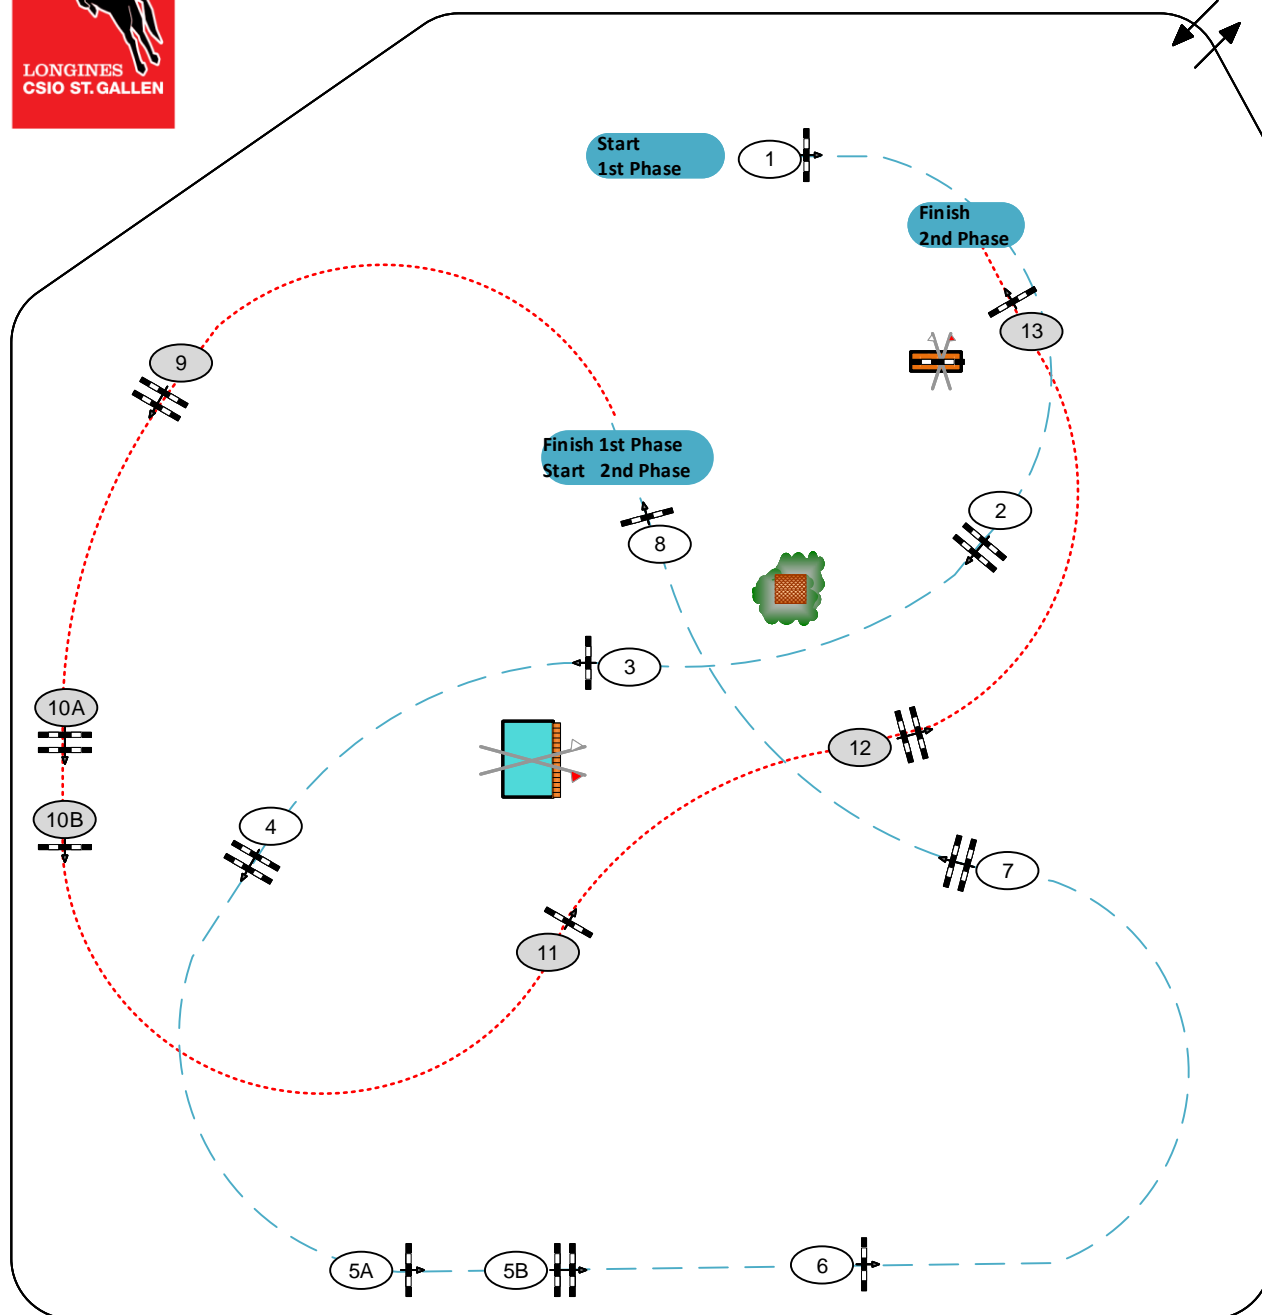 LONGINES
CSIO ST. GALLEN
Start
1st Phase
1
Finish
2nd Phase
13
9
Finish 1st Phase
Start 2nd Phase
2
8
3
10A
12
10B
4
7
11
5A
5B
6